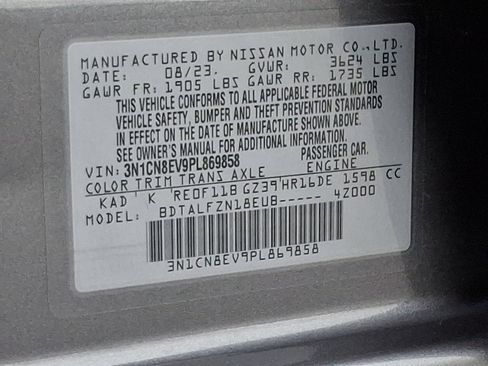 MANUFACTURED BY NISSAN MOTOR CO., LTD.
DATE: 08/23. GVWR: 3624 LBS
GAWR FR: 1905 LBS GAWR RR: 1735 LBS
THIS VEHICLE CONFORMS TO ALL APPLICABLE FEDERAL MOTOR
VEHICLE SAFETY, BUMPER AND THEFT PREVENTION STANDARDS
IN EFFECT ON THE DATE OF MANUFACTURE SHOWN ABOVE.
SEE OWNER'S MANUAL FOR ADDITIONAL INFORMATION.
VIN: 3N1CN8EV9PL869858 PASSENGER CAR.
COLOR TRIM TRANS AXLE ENGINE
KAD ' K ' RE0F11B GZ39'HR16DE 1598 CC
MODEL: BDTALFZN18EUB----- 4Z000
3N1CN8EV9PL869858